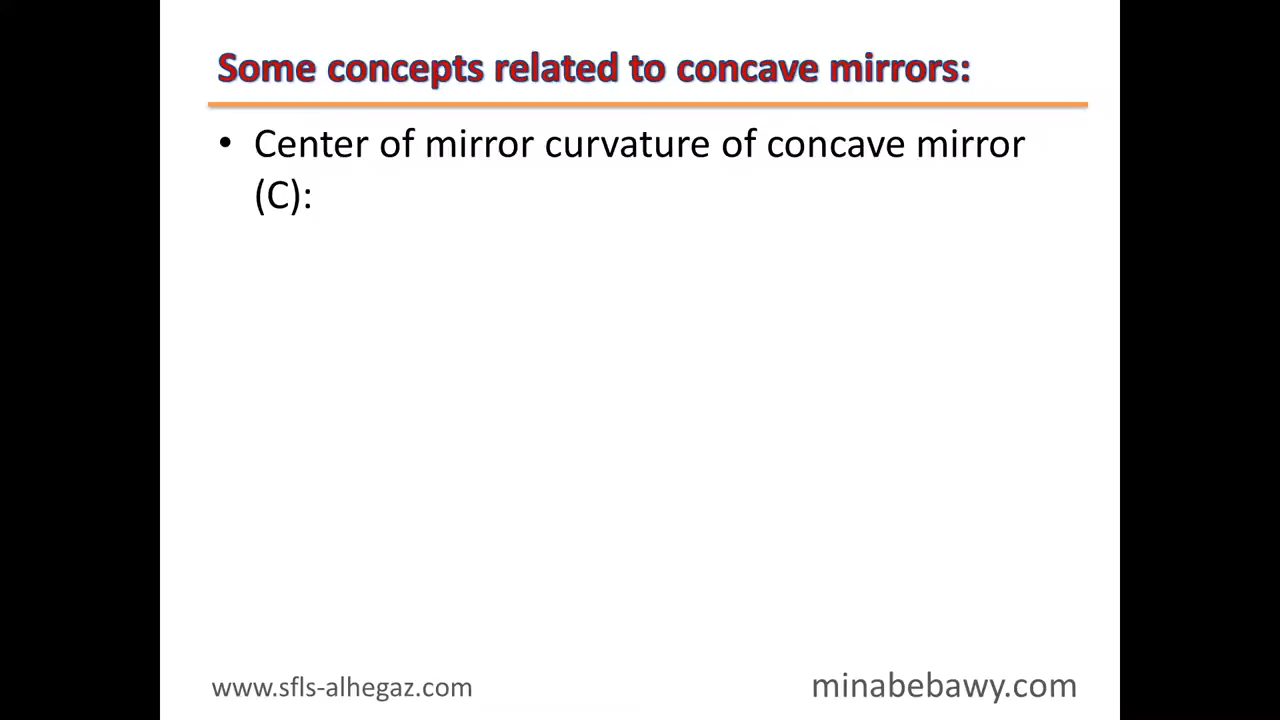 Some concepts related to concave mirrors:
• Center of mirror curvature of concave mirror
(C):
www.sfls-alhegaz.com
minabebawy.com